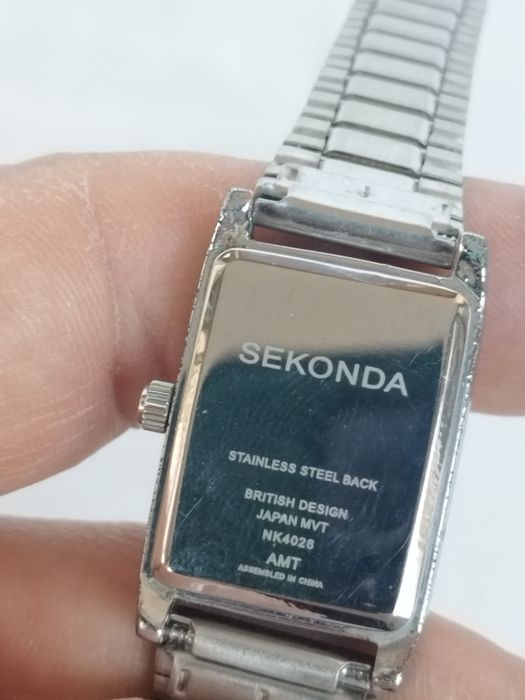 SEKONDA
STAINLESS STEEL BACK
BRITISH DESIGN
JAPAN MVT
NK4026
AMT
ASSEMBLED IN CHINA